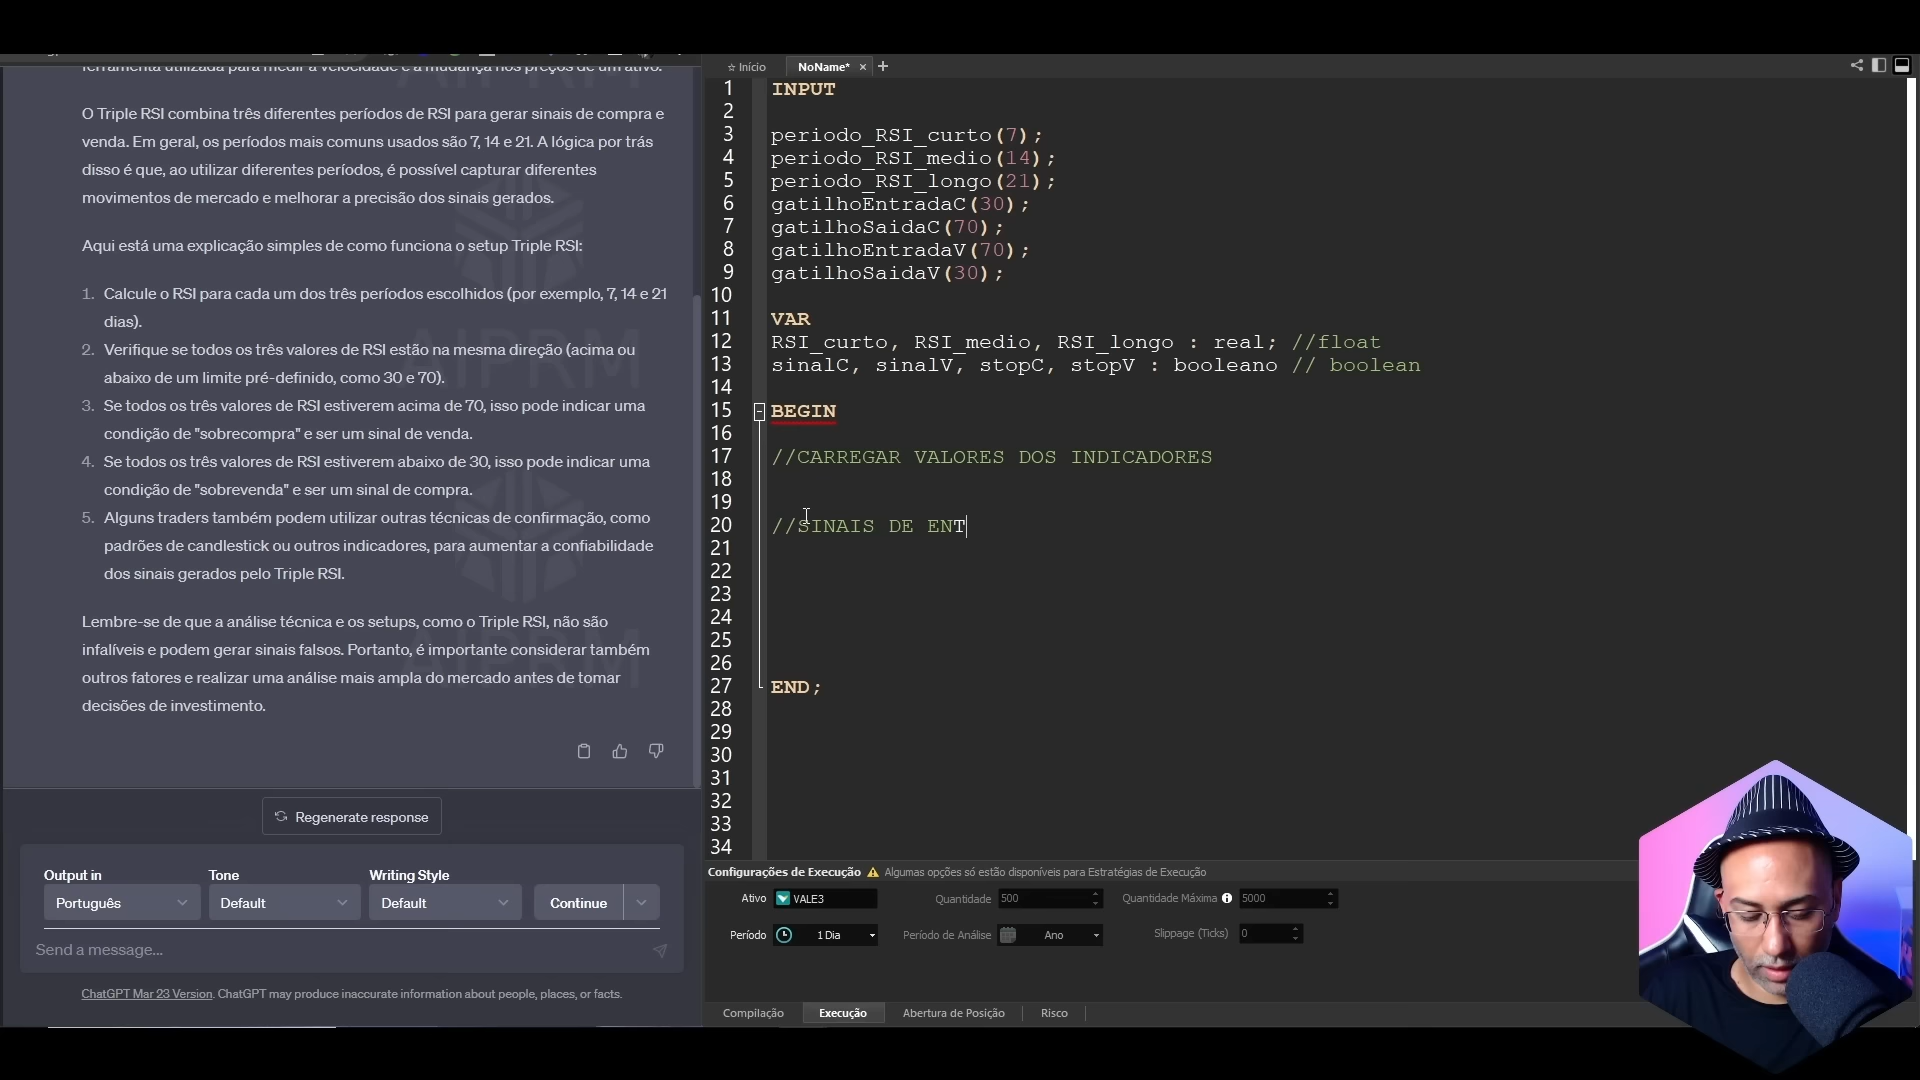 ferramenta utilizada para medir a velocidade e a mudança nos preços de um ativo.
O Triple RSI combina três diferentes períodos de RSI para gerar sinais de compra e
venda. Em geral, os períodos mais comuns usados são 7, 14 e 21. A lógica por trás
disso é que, ao utilizar diferentes períodos, é possível capturar diferentes
movimentos de mercado e melhorar a precisão dos sinais gerados.
Aqui está uma explicação simples de como funciona o setup Triple RSI:
1. Calcule o RSI para cada um dos três períodos escolhidos (por exemplo, 7, 14 e 21
dias).
2. Verifique se todos os três valores de RSI estão na mesma direção (acima ou
abaixo de um limite pré-definido, como 30 e 70).
3. Se todos os três valores de RSI estiverem acima de 70, isso pode indicar uma
condição de "sobrecompra" e ser um sinal de venda.
4. Se todos os três valores de RSI estiverem abaixo de 30, isso pode indicar uma
condição de "sobrevenda" e ser um sinal de compra.
5. Alguns traders também podem utilizar outras técnicas de confirmação, como
padrões de candlestick ou outros indicadores, para aumentar a confiabilidade
dos sinais gerados pelo Triple RSI.
Lembre-se de que a análise técnica e os setups, como o Triple RSI, não são
infalíveis e podem gerar sinais falsos. Portanto, é importante considerar também
outros fatores e realizar uma análise mais ampla do mercado antes de tomar
decisões de investimento.
AIPRM
AIPRM
Regenerate response
Output in Tone Writing Style
Português Default Default Continue
Send a message...
ChatGPT Mar 23 Version. ChatGPT may produce inaccurate information about people, places, or facts.
Início NoName* × +
1 INPUT
2
3 periodo_RSI_curto(7);
4 periodo_RSI_medio(14);
5 periodo_RSI_longo(21);
6 gatilhoEntradaC(30);
7 gatilhoSaidaC(70);
8 gatilhoEntradaV(70);
9 gatilhoSaidaV(30);
10
11 VAR
12 RSI_curto, RSI_medio, RSI_longo : real; //float
13 sinalC, sinalV, stopC, stopV : booleano // boolean
14
15 BEGIN
16
17 //CARREGAR VALORES DOS INDICADORES
18
19
20 //SINAIS DE ENT
21
22
23
24
25
26
27 END;
28
29
30
31
32
33
34
Configurações de Execução Algumas opções só estão disponíveis para Estratégias de Execução
Ativo VALE3 Quantidade 500 Quantidade Máxima 5000
Período 1 Dia Período de Análise Ano Slippage (Ticks) 0
Compilação Execução Abertura de Posição Risco